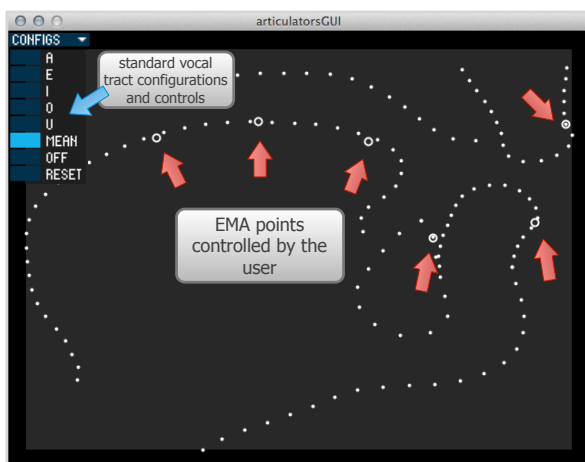 articulatorsGUI
CONFIGS
A
E
I
O
U
MEAN
OFF
RESET
standard vocal
tract configurations
and controls
EMA points
controlled by the
user